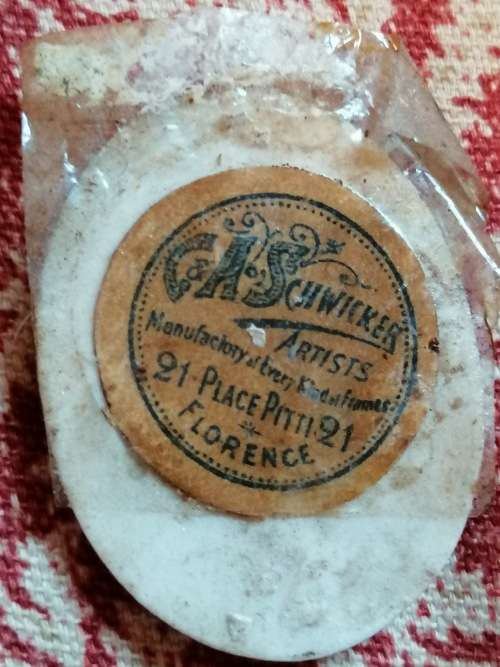 C & A. SCHWICKER
ARTISTS
Manufactory of Every Kind of Frames
21 · PLACE PITTI · 21
FLORENCE